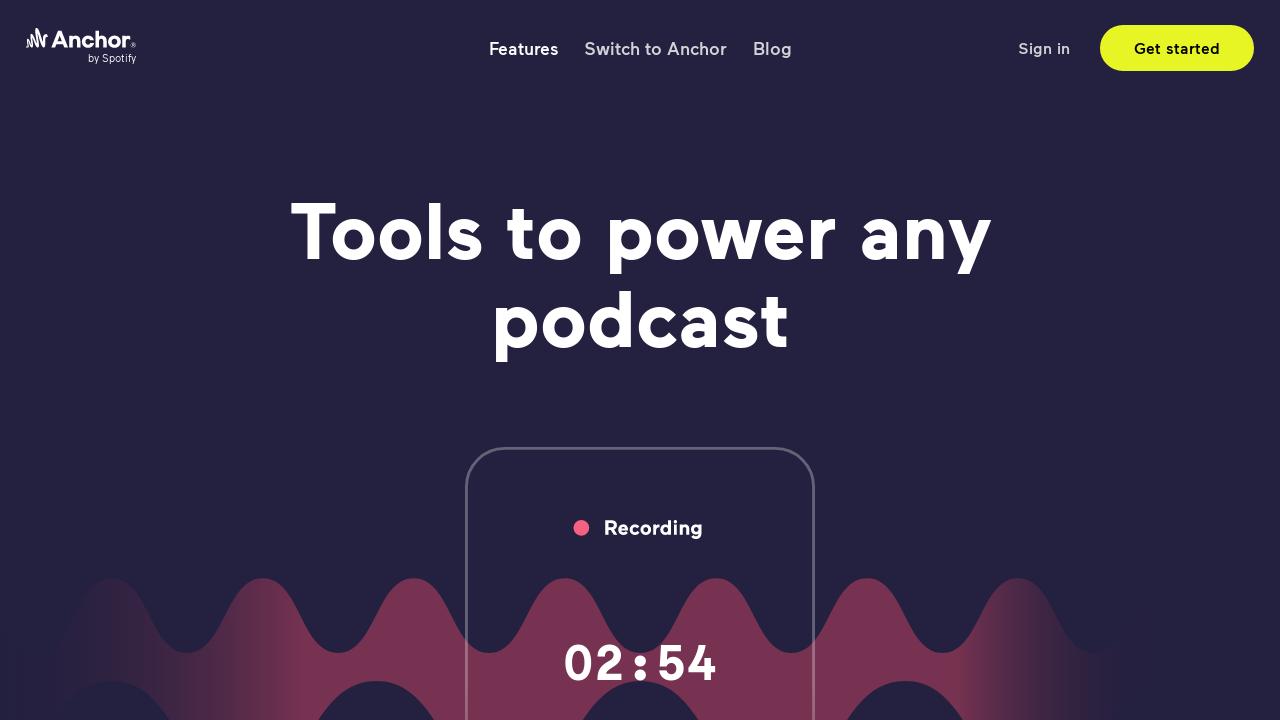 Anchor®
by Spotify
Features
Switch to Anchor
Blog
Sign in
Get started
Tools to power any
podcast
Recording
02:54